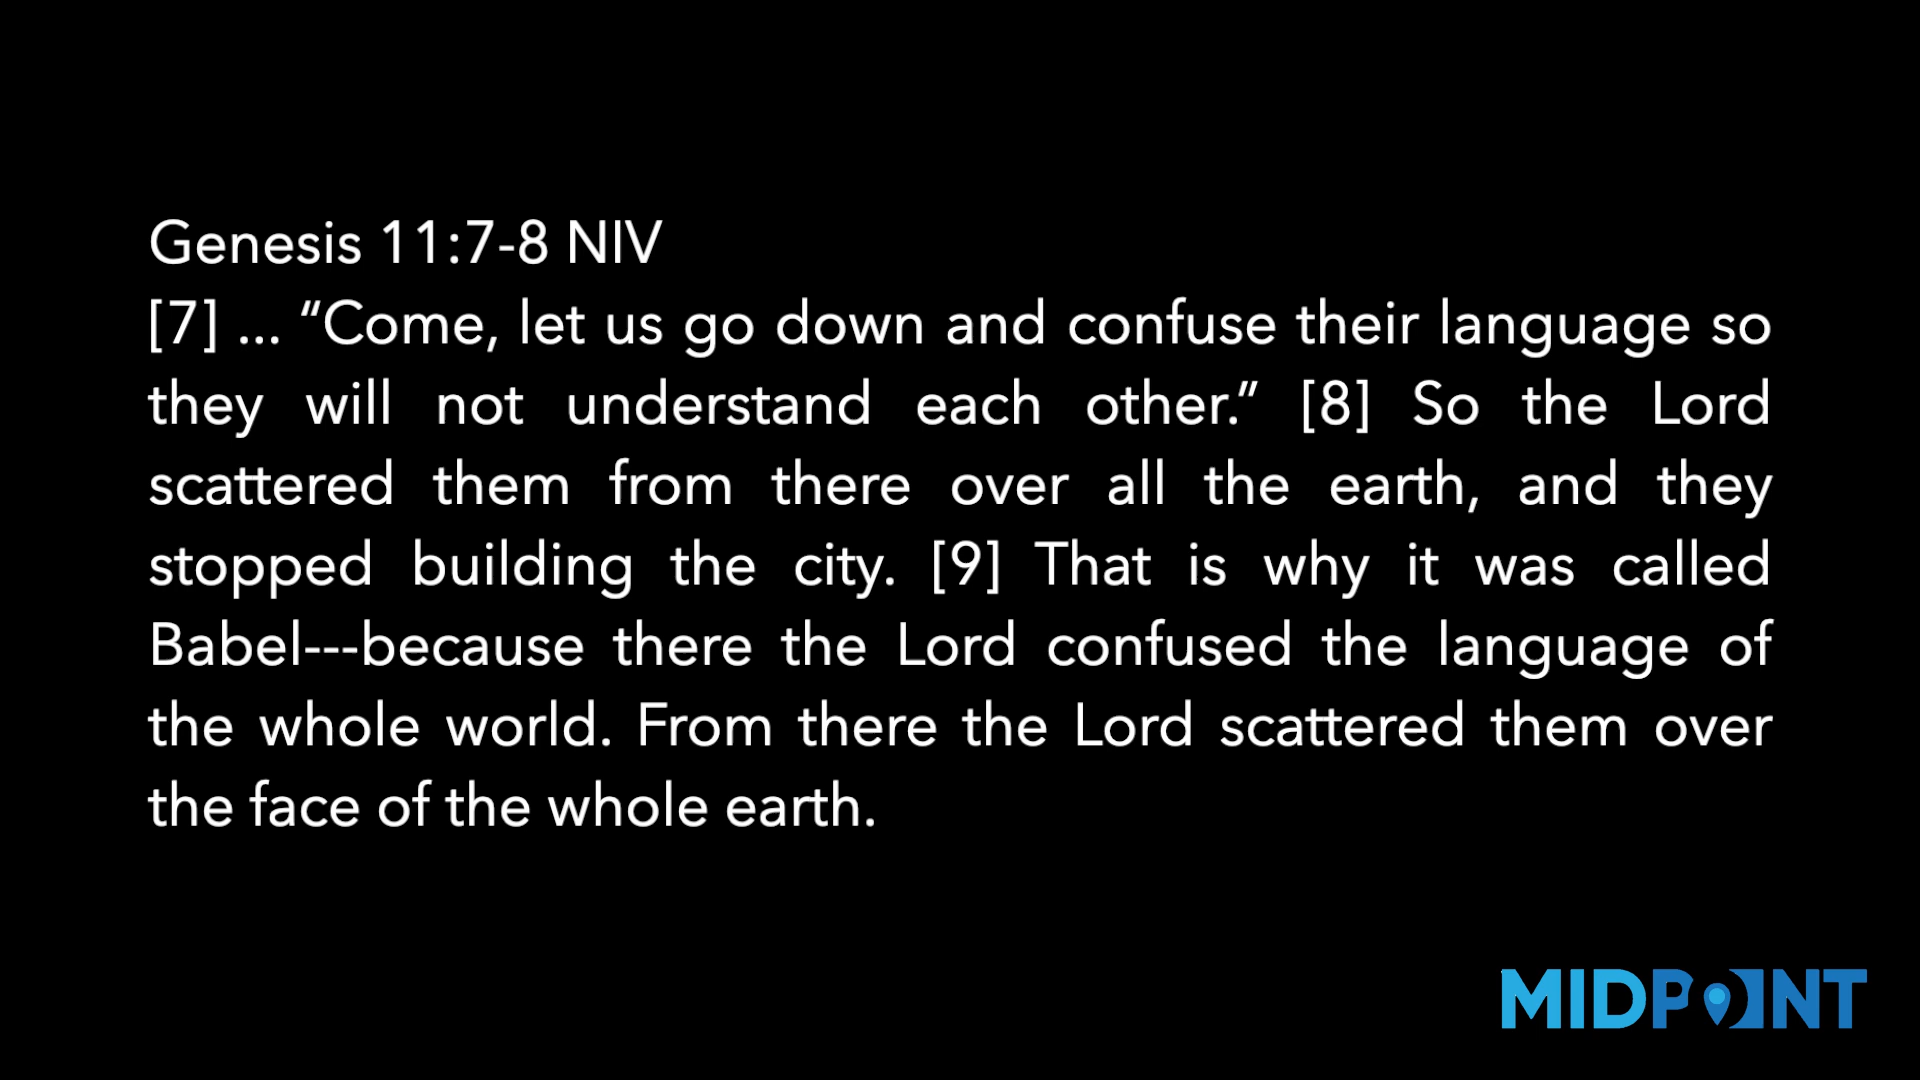 Genesis 11:7-8 NIV
[7] ... “Come, let us go down and confuse their language so
they will not understand each other.” [8] So the Lord
scattered them from there over all the earth, and they
stopped building the city. [9] That is why it was called
Babel---because there the Lord confused the language of
the whole world. From there the Lord scattered them over
the face of the whole earth.
MIDPOINT